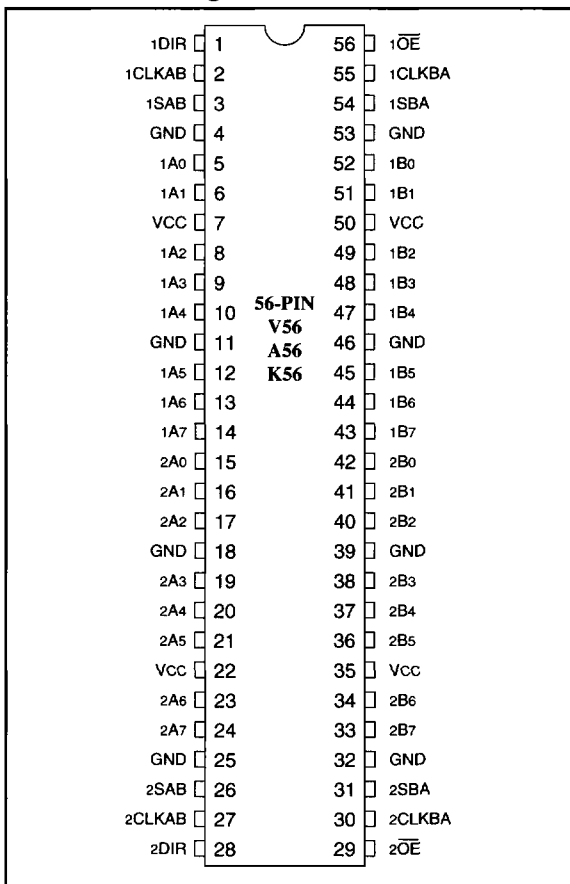 1DIR 1 56 1O̅E̅
1CLKAB 2 55 1CLKBA
1SAB 3 54 1SBA
GND 4 53 GND
1A0 5 52 1B0
1A1 6 51 1B1
VCC 7 50 VCC
1A2 8 49 1B2
1A3 9 48 1B3
1A4 10 56-PIN 47 1B4
V56
GND 11 46 GND
A56
1A5 12 K56 45 1B5
1A6 13 44 1B6
1A7 14 43 1B7
2A0 15 42 2B0
2A1 16 41 2B1
2A2 17 40 2B2
GND 18 39 GND
2A3 19 38 2B3
2A4 20 37 2B4
2A5 21 36 2B5
VCC 22 35 VCC
2A6 23 34 2B6
2A7 24 33 2B7
GND 25 32 GND
2SAB 26 31 2SBA
2CLKAB 27 30 2CLKBA
2DIR 28 29 2O̅E̅